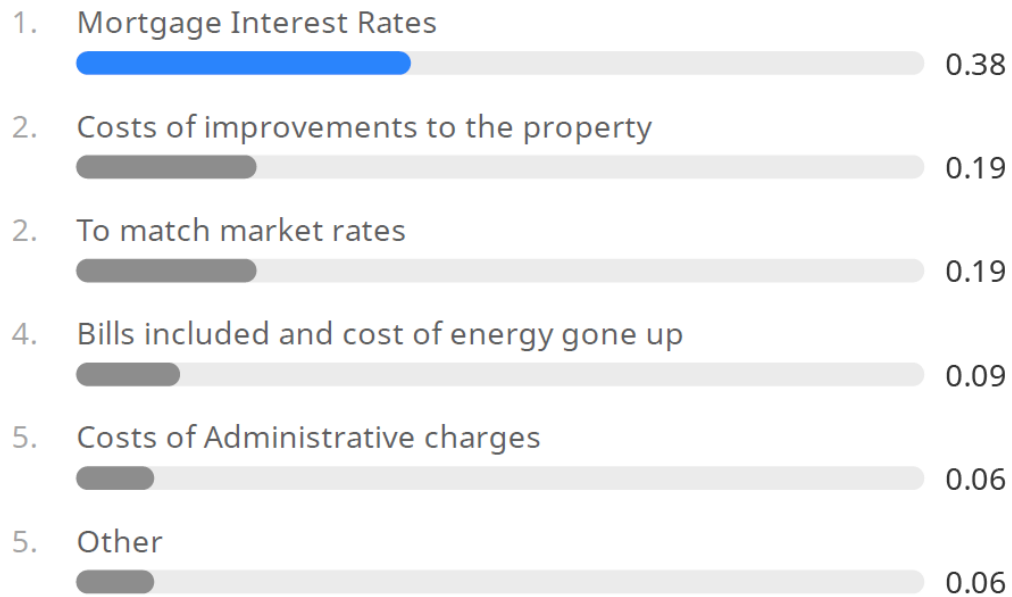 1. Mortgage Interest Rates
0.38
2. Costs of improvements to the property
0.19
2. To match market rates
0.19
4. Bills included and cost of energy gone up
0.09
5. Costs of Administrative charges
0.06
5. Other
0.06